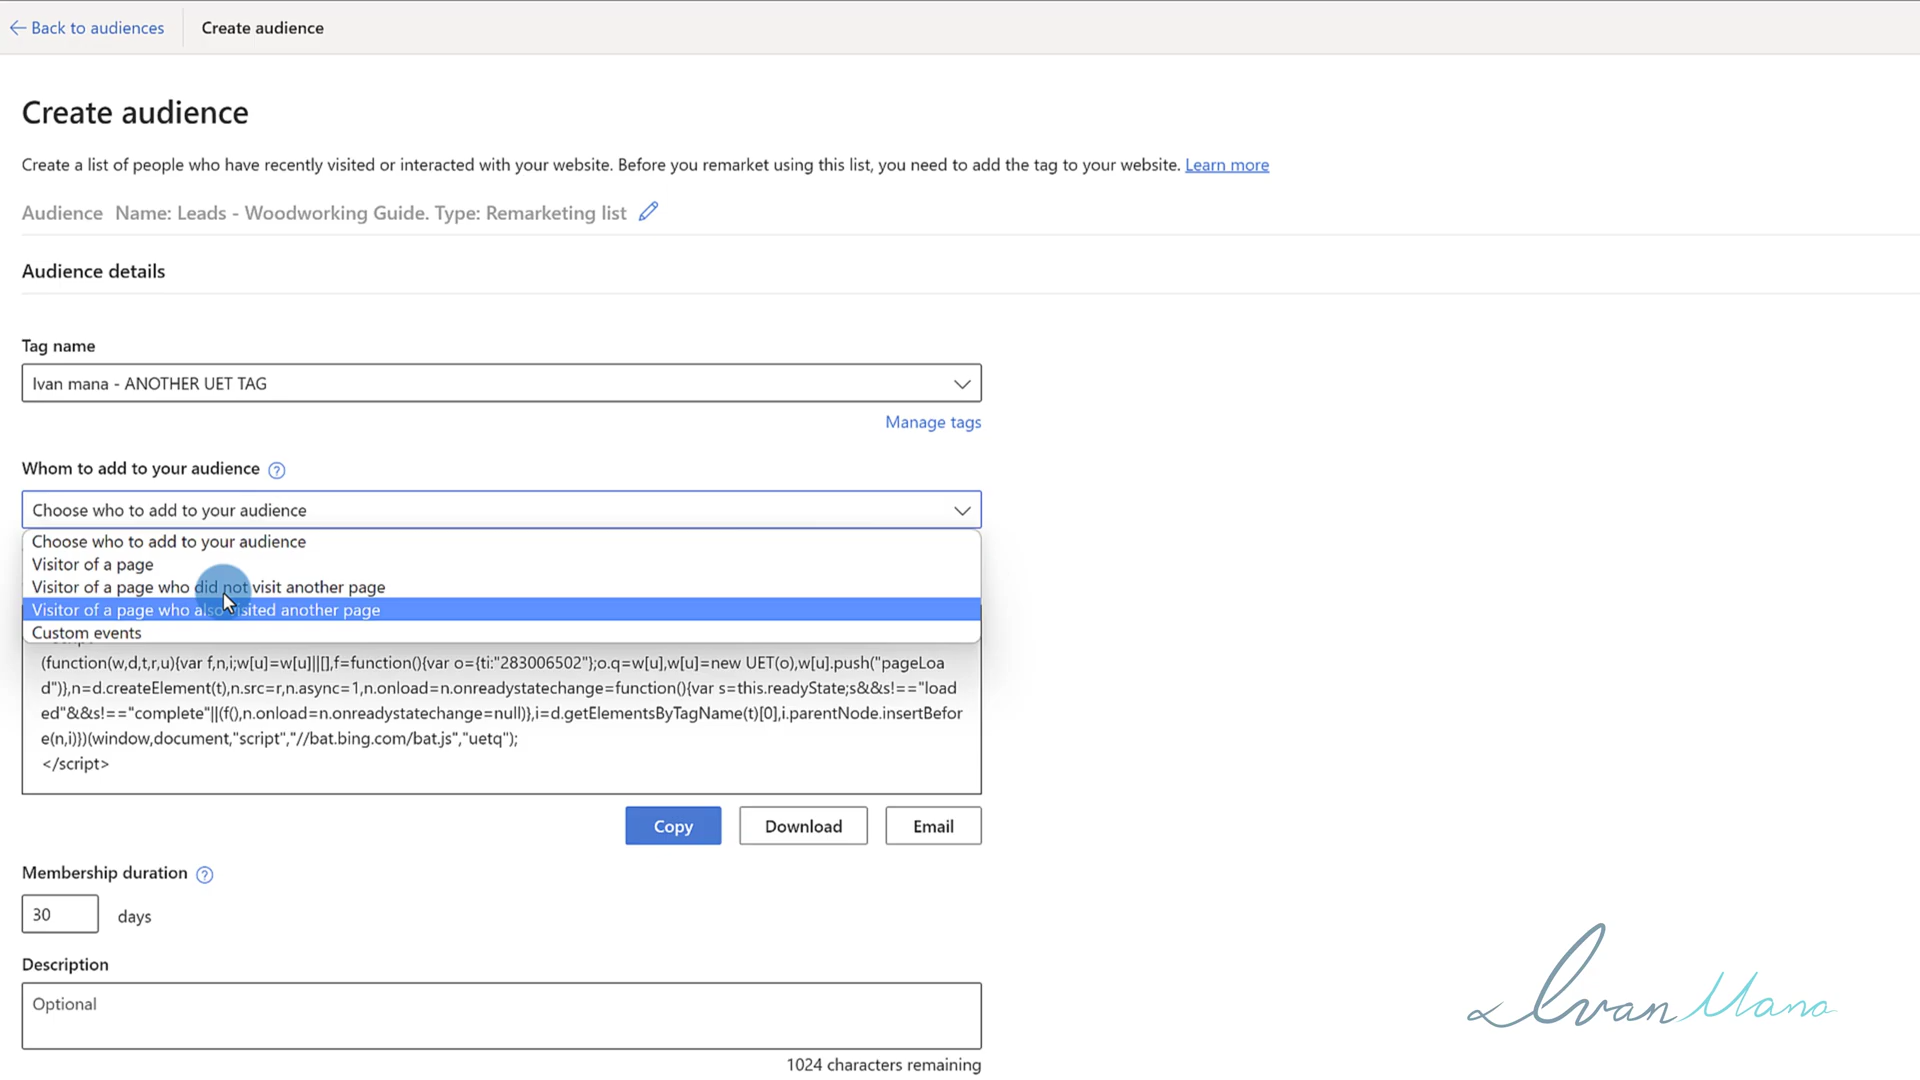 Back to audiences
Create audience
Create audience
Create a list of people who have recently visited or interacted with your website. Before you remarket using this list, you need to add the tag to your website. Learn more
Audience Name: Leads - Woodworking Guide. Type: Remarketing list
Audience details
Tag name
Ivan mana - ANOTHER UET TAG
Manage tags
Whom to add to your audience
Choose who to add to your audience
Choose who to add to your audience
Visitor of a page
Visitor of a page who did not visit another page
Visitor of a page who also visited another page
Custom events
(function(w,d,t,r,u){var f,n,i;w[u]=w[u]||[],f=function(){var o={ti:"283006502"};o.q=w[u],w[u]=new UET(o),w[u].push("pageLoa
d")},n=d.createElement(t),n.src=r,n.async=1,n.onload=n.onreadystatechange=function(){var s=this.readyState;s&&s!=="load
ed"&&s!=="complete"||(f(),n.onload=n.onreadystatechange=null)},i=d.getElementsByTagName(t)[0],i.parentNode.insertBefor
e(n,i)})(window,document,"script","//bat.bing.com/bat.js","uetq");
</script>
Copy
Download
Email
Membership duration
30 days
Description
Optional
1024 characters remaining
Ivan Mana